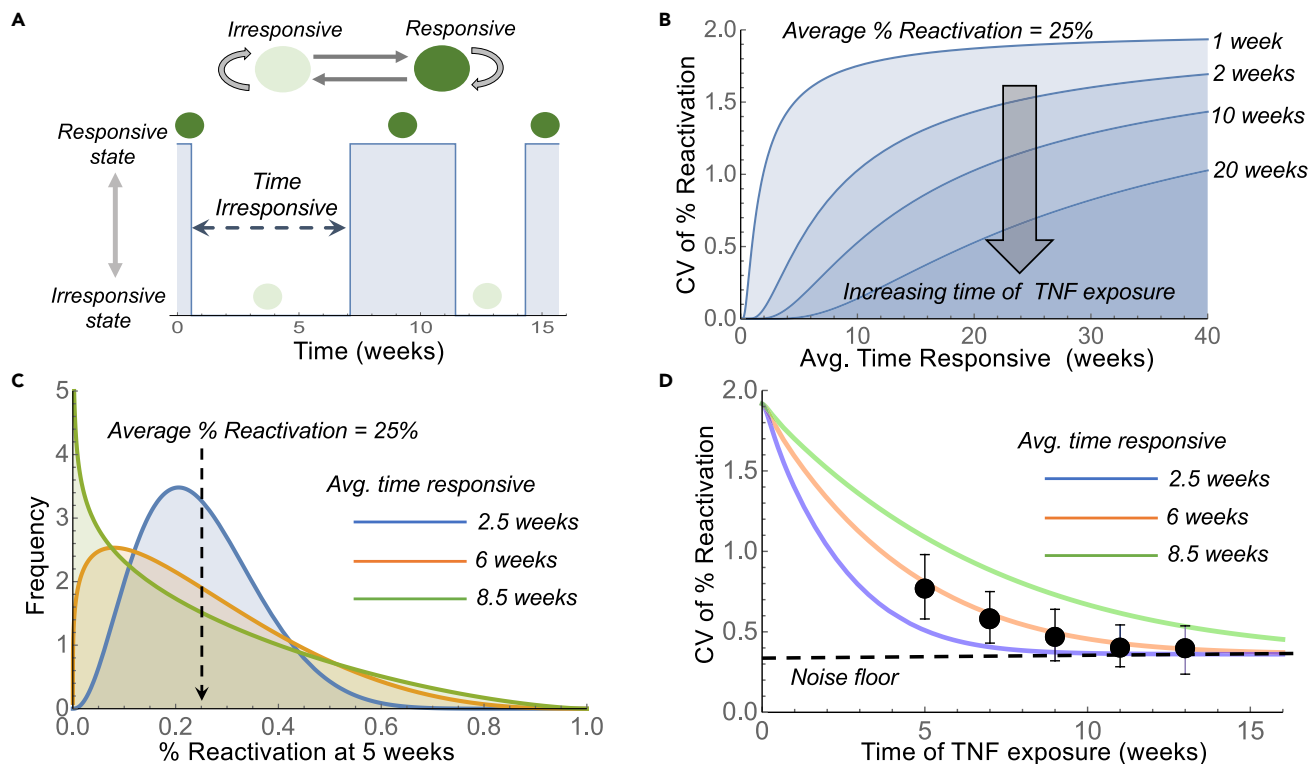 A
Irresponsive Responsive
Responsive
state
Time
Irresponsive
Irresponsive
state
0 5 10 15
Time (weeks)
B
Average % Reactivation = 25%
2.0
1.5
1.0
0.5
0.0
CV of % Reactivation
1 week
2 weeks
10 weeks
20 weeks
Increasing time of TNF exposure
0 10 20 30 40
Avg. Time Responsive (weeks)
C
5
4
3
2
1
0
Frequency
Average % Reactivation = 25%
Avg. time responsive
2.5 weeks
6 weeks
8.5 weeks
0.0 0.2 0.4 0.6 0.8 1.0
% Reactivation at 5 weeks
D
2.0
1.5
1.0
0.5
0.0
CV of % Reactivation
Avg. time responsive
2.5 weeks
6 weeks
8.5 weeks
Noise floor
0 5 10 15
Time of TNF exposure (weeks)